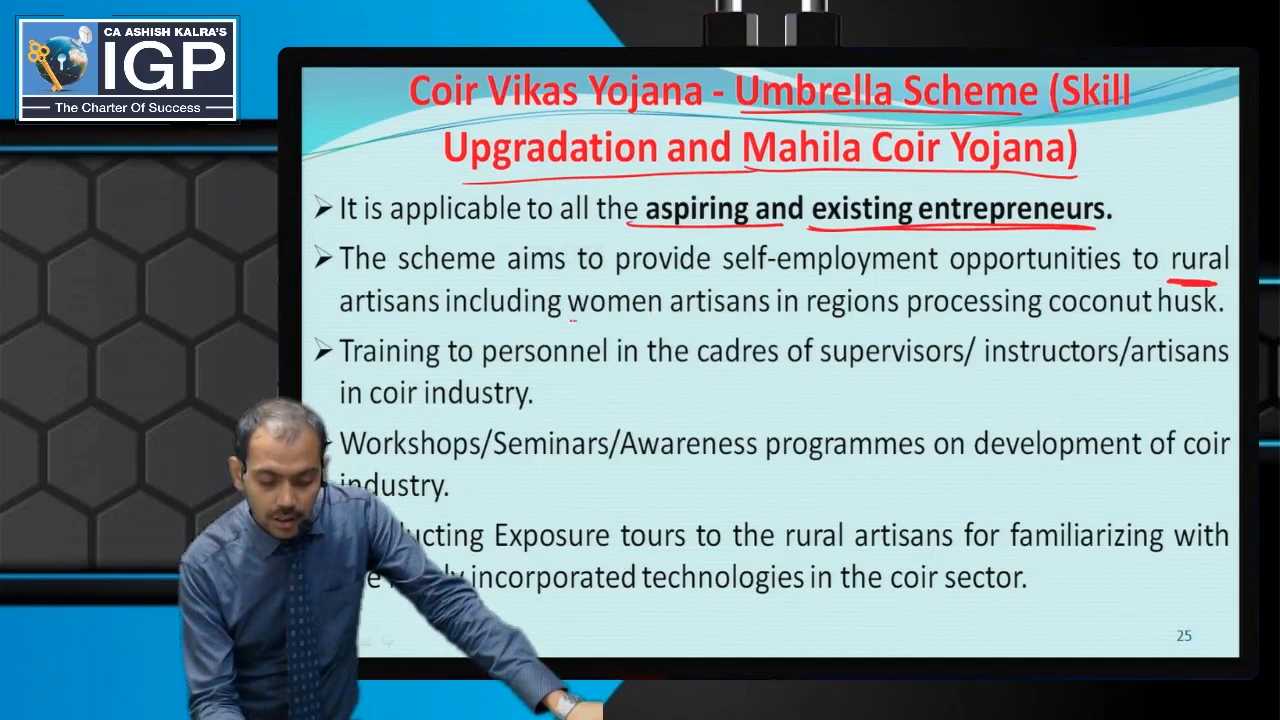 CA ASHISH KALRA'S
IGP
The Charter Of Success
Coir Vikas Yojana - Umbrella Scheme (Skill
Upgradation and Mahila Coir Yojana)
It is applicable to all the aspiring and existing entrepreneurs.
The scheme aims to provide self-employment opportunities to rural
artisans including women artisans in regions processing coconut husk.
Training to personnel in the cadres of supervisors/ instructors/artisans
in coir industry.
Workshops/Seminars/Awareness programmes on development of coir
industry.
Exposure tours to the rural artisans for familiarizing with
incorporated technologies in the coir sector.
25